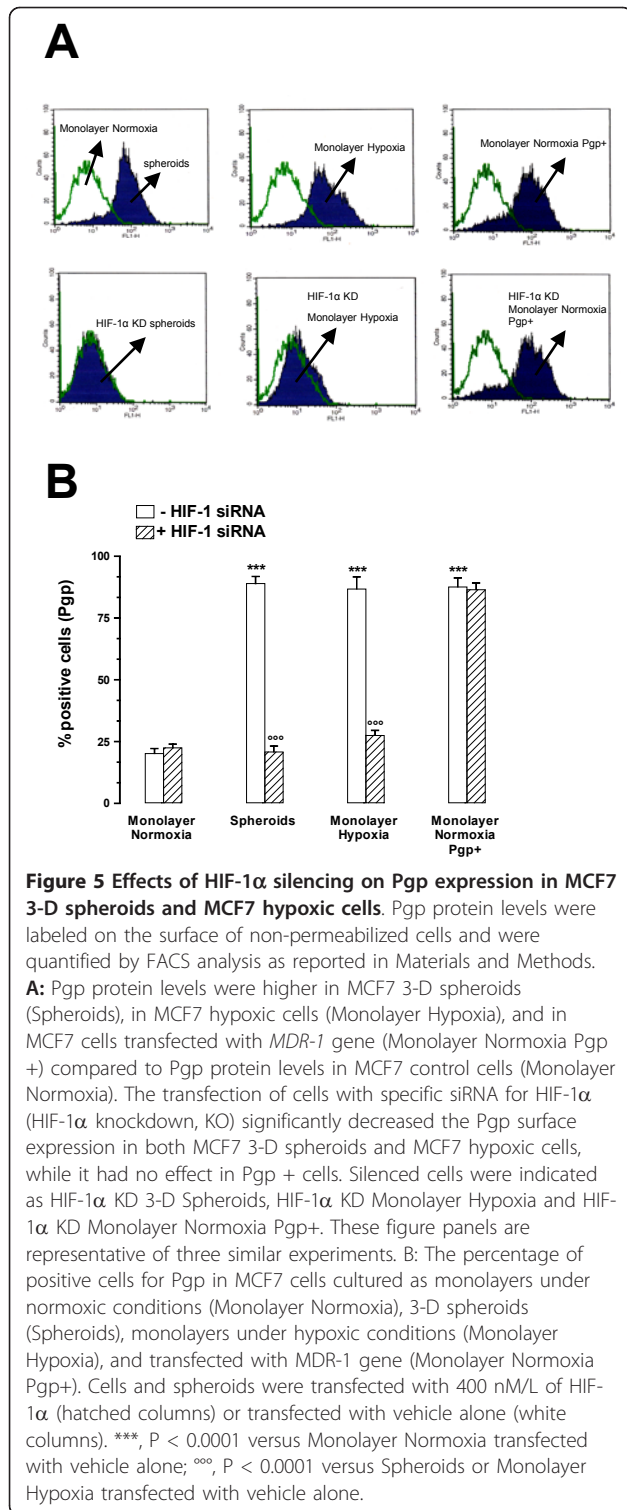 A
Monolayer Normoxia
spheroids
Monolayer Hypoxia
Monolayer Normoxia Pgp+
Counts
FL1-H
Counts
FL1-H
Counts
FL1-H
HIF-1α KD spheroids
HIF-1α KD
Monolayer Hypoxia
HIF-1α KD
Monolayer Normoxia
Pgp+
Counts
FL1-H
Counts
FL1-H
Counts
FL1-H
B
- HIF-1 siRNA
+ HIF-1 siRNA
% positive cells (Pgp)
100
75
50
25
0
***
***
***
°°°
°°°
Monolayer
Normoxia
Spheroids
Monolayer
Hypoxia
Monolayer
Normoxia
Pgp+
Figure 5 Effects of HIF-1α silencing on Pgp expression in MCF7
3-D spheroids and MCF7 hypoxic cells. Pgp protein levels were
labeled on the surface of non-permeabilized cells and were
quantified by FACS analysis as reported in Materials and Methods.
A: Pgp protein levels were higher in MCF7 3-D spheroids
(Spheroids), in MCF7 hypoxic cells (Monolayer Hypoxia), and in
MCF7 cells transfected with MDR-1 gene (Monolayer Normoxia Pgp
+) compared to Pgp protein levels in MCF7 control cells (Monolayer
Normoxia). The transfection of cells with specific siRNA for HIF-1α
(HIF-1α knockdown, KO) significantly decreased the Pgp surface
expression in both MCF7 3-D spheroids and MCF7 hypoxic cells,
while it had no effect in Pgp + cells. Silenced cells were indicated
as HIF-1α KD 3-D Spheroids, HIF-1α KD Monolayer Hypoxia and HIF-
1α KD Monolayer Normoxia Pgp+. These figure panels are
representative of three similar experiments. B: The percentage of
positive cells for Pgp in MCF7 cells cultured as monolayers under
normoxic conditions (Monolayer Normoxia), 3-D spheroids
(Spheroids), monolayers under hypoxic conditions (Monolayer
Hypoxia), and transfected with MDR-1 gene (Monolayer Normoxia
Pgp+). Cells and spheroids were transfected with 400 nM/L of HIF-
1α (hatched columns) or transfected with vehicle alone (white
columns). ***, P < 0.0001 versus Monolayer Normoxia transfected
with vehicle alone; °°°, P < 0.0001 versus Spheroids or Monolayer
Hypoxia transfected with vehicle alone.